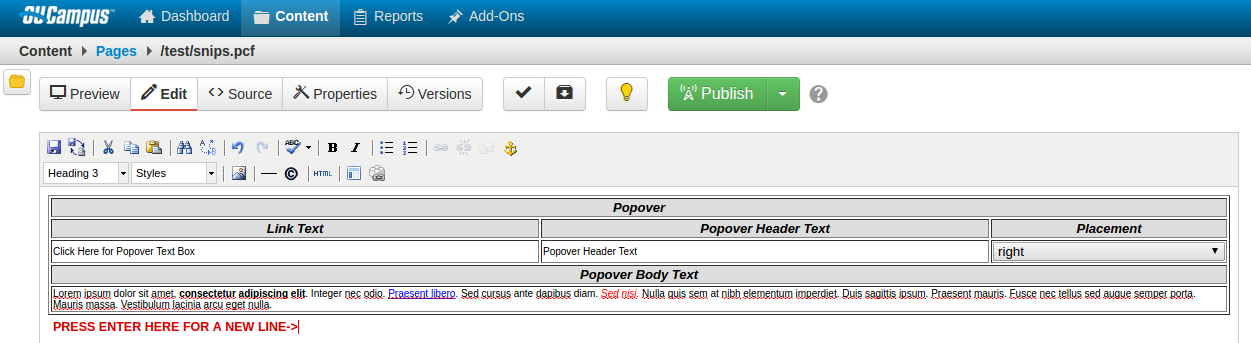 OU Campus™ Dashboard Content Reports Add-Ons
Content Pages /test/snips.pcf
Preview Edit Source Properties Versions Publish ?
ABC B I
Heading 3 Styles HTML
Popover
Link Text Popover Header Text Placement
Click Here for Popover Text Box Popover Header Text right
Popover Body Text
Lorem ipsum dolor sit amet, consectetur adipiscing elit. Integer nec odio. Praesent libero. Sed cursus ante dapibus diam. Sed nisi. Nulla quis sem at nibh elementum imperdiet. Duis sagittis ipsum. Praesent mauris. Fusce nec tellus sed augue semper porta.
Mauris massa. Vestibulum lacinia arcu eget nulla.
PRESS ENTER HERE FOR A NEW LINE->